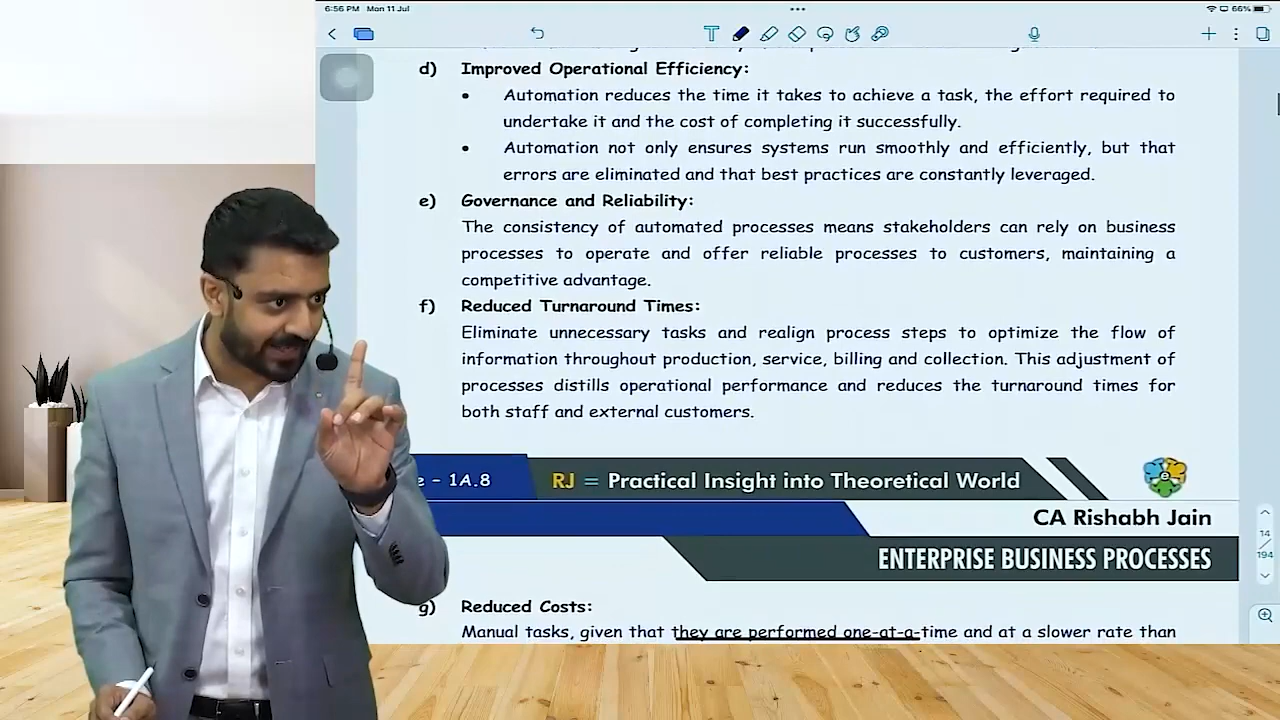 6:56 PM Mon 11 Jul
66%
d) Improved Operational Efficiency:
• Automation reduces the time it takes to achieve a task, the effort required to
undertake it and the cost of completing it successfully.
• Automation not only ensures systems run smoothly and efficiently, but that
errors are eliminated and that best practices are constantly leveraged.
e) Governance and Reliability:
The consistency of automated processes means stakeholders can rely on business
processes to operate and offer reliable processes to customers, maintaining a
competitive advantage.
f) Reduced Turnaround Times:
Eliminate unnecessary tasks and realign process steps to optimize the flow of
information throughout production, service, billing and collection. This adjustment of
processes distills operational performance and reduces the turnaround times for
both staff and external customers.
e – 1A.8
RJ = Practical Insight into Theoretical World
CA Rishabh Jain
14
194
ENTERPRISE BUSINESS PROCESSES
g) Reduced Costs:
Manual tasks, given that they are performed one-at-a-time and at a slower rate than